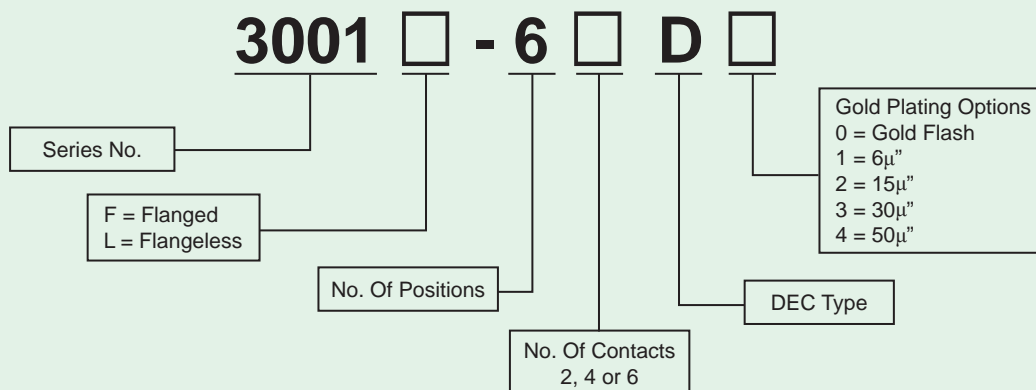 3001 □ - 6 □ D □
Series No.
F = Flanged
L = Flangeless
No. Of Positions
No. Of Contacts
2, 4 or 6
DEC Type
Gold Plating Options
0 = Gold Flash
1 = 6μ”
2 = 15μ”
3 = 30μ”
4 = 50μ”